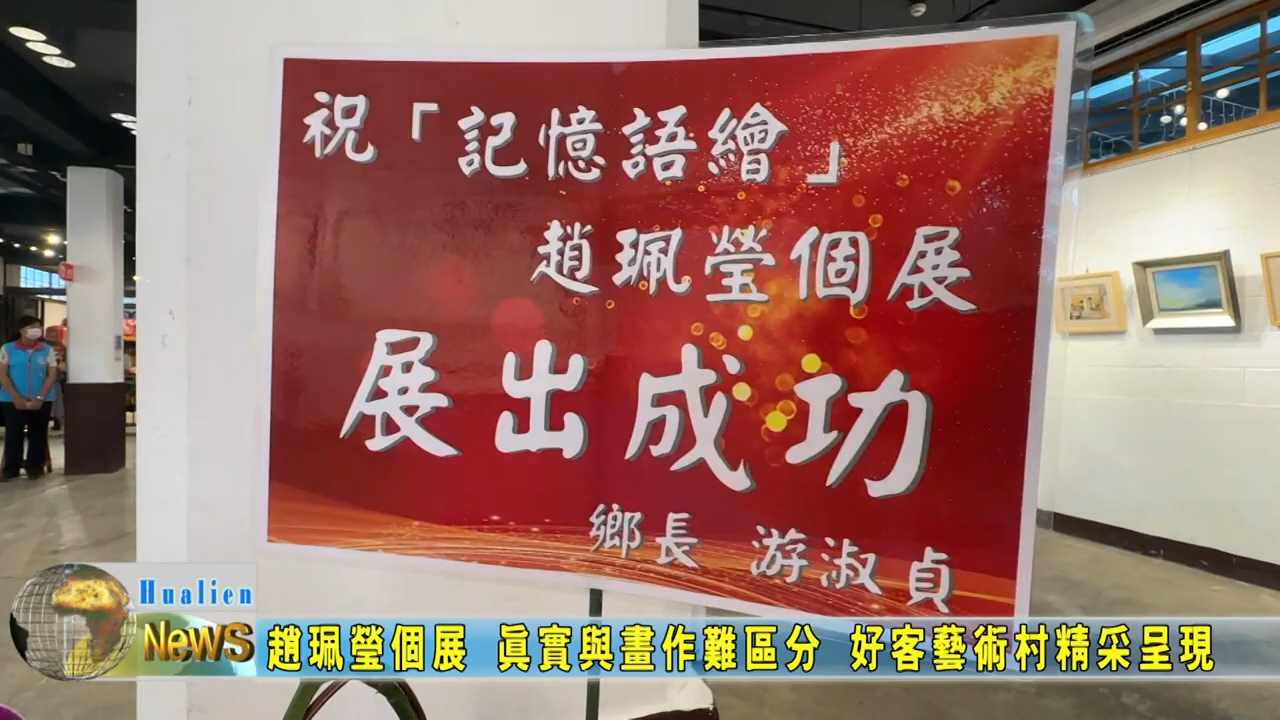 祝「記憶語繪」
趙珮瑩個展
展出成功
鄉長 游淑貞
Hualien
NewS
趙珮瑩個展 真實與畫作難區分 好客藝術村精采呈現